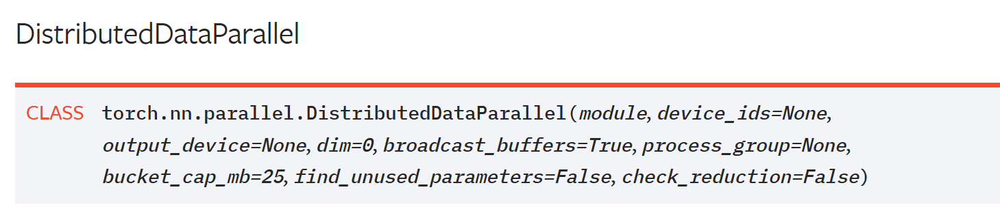 DistributedDataParallel
CLASS torch.nn.parallel.DistributedDataParallel(module, device_ids=None,
output_device=None, dim=0, broadcast_buffers=True, process_group=None,
bucket_cap_mb=25, find_unused_parameters=False, check_reduction=False)